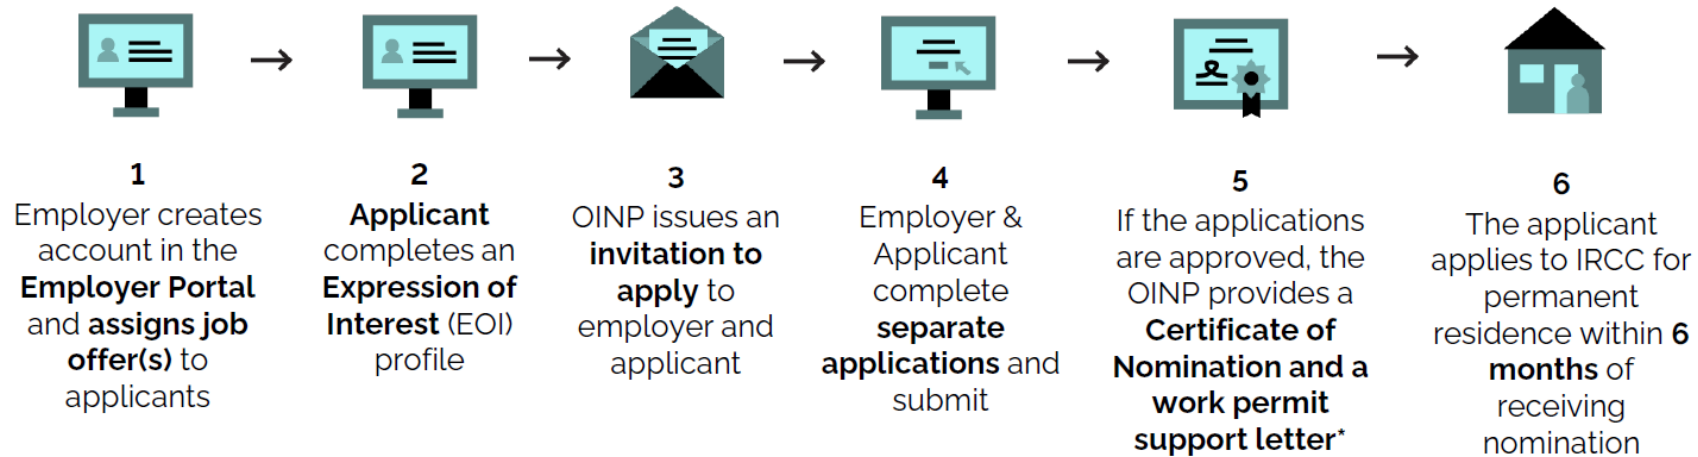 1
Employer creates
account in the
Employer Portal
and assigns job
offer(s) to
applicants
2
Applicant
completes an
Expression of
Interest (EOI)
profile
3
OINP issues an
invitation to
apply to
employer and
applicant
4
Employer &
Applicant
complete
separate
applications and
submit
5
If the applications
are approved, the
OINP provides a
Certificate of
Nomination and a
work permit
support letter*
6
The applicant
applies to IRCC for
permanent
residence within 6
months of
receiving
nomination